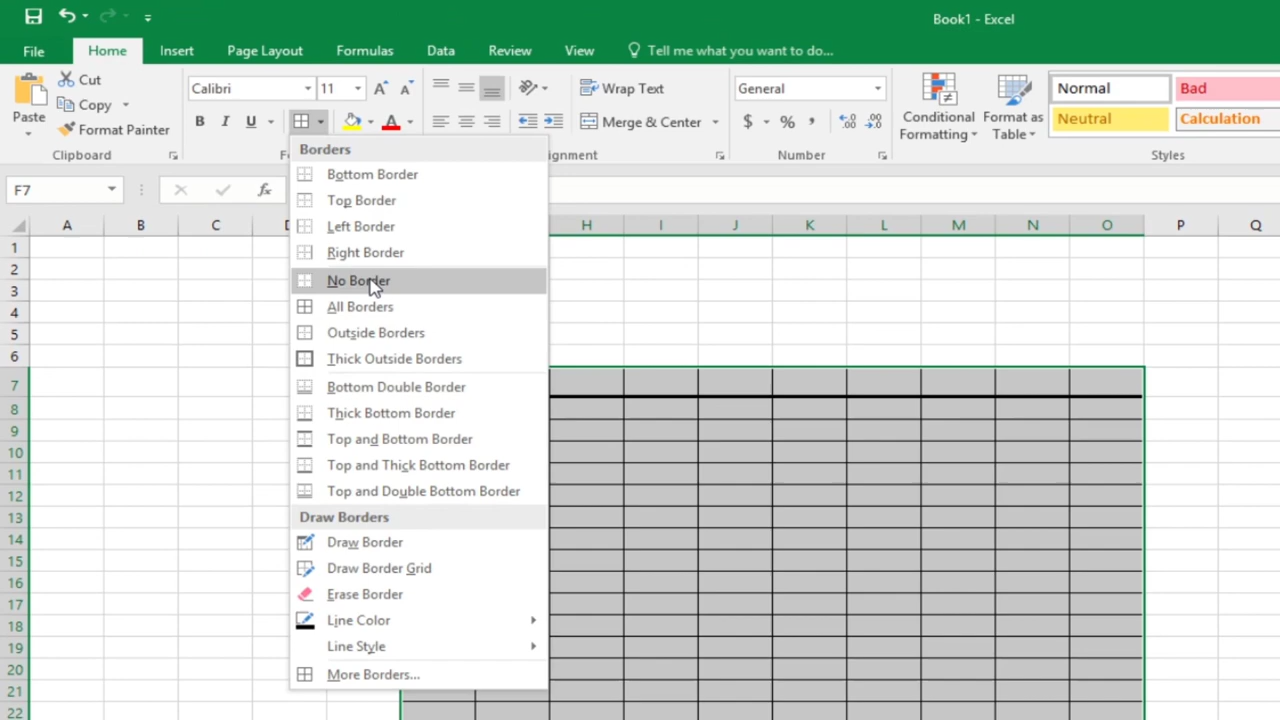 Book1 - Excel
File Home Insert Page Layout Formulas Data Review View Tell me what you want to do...
Paste
Cut
Copy
Format Painter
Clipboard
Calibri 11
B I U
Wrap Text
Merge & Center
General
$ % ,
Number
Conditional Formatting
Format as Table
Normal Bad
Neutral Calculation
Styles
F7 fx
Borders
Bottom Border
Top Border
Left Border
Right Border
No Border
All Borders
Outside Borders
Thick Outside Borders
Bottom Double Border
Thick Bottom Border
Top and Bottom Border
Top and Thick Bottom Border
Top and Double Bottom Border
Draw Borders
Draw Border
Draw Border Grid
Erase Border
Line Color
Line Style
More Borders...
A B C H I J K L M N O P Q
1
2
3
4
5
6
7
8
9
10
11
12
13
14
15
16
17
18
19
20
21
22